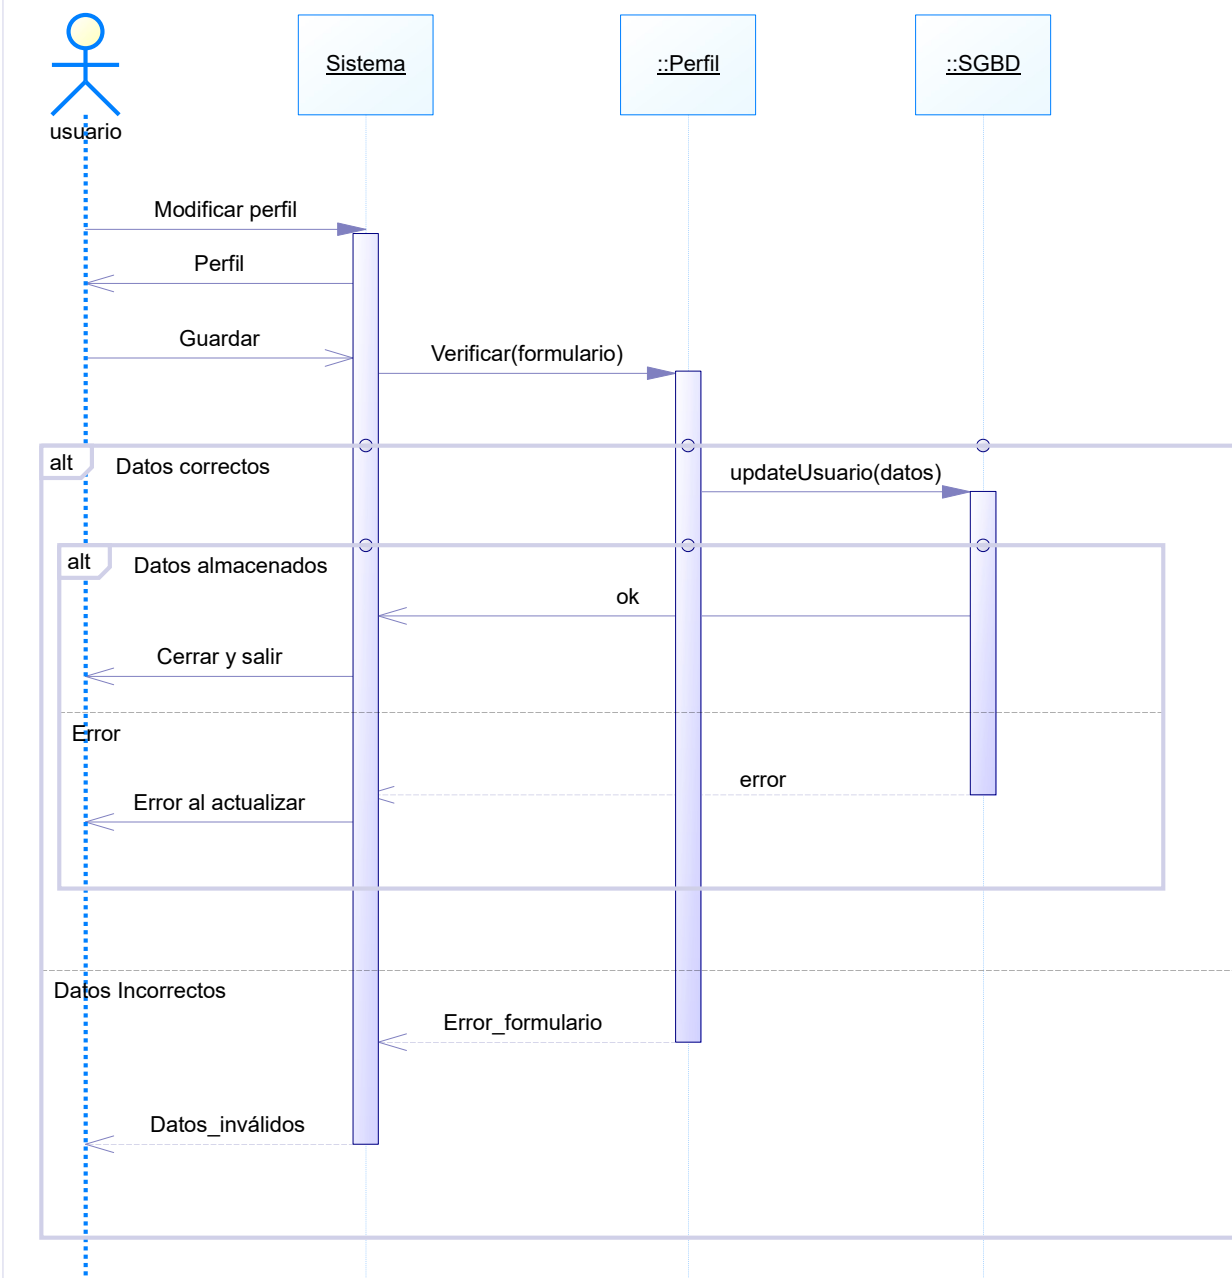 usuario
Sistema
::Perfil
::SGBD
Modificar perfil
Perfil
Guardar
Verificar(formulario)
alt
Datos correctos
updateUsuario(datos)
alt
Datos almacenados
ok
Cerrar y salir
Error
error
Error al actualizar
Datos Incorrectos
Error_formulario
Datos_inválidos